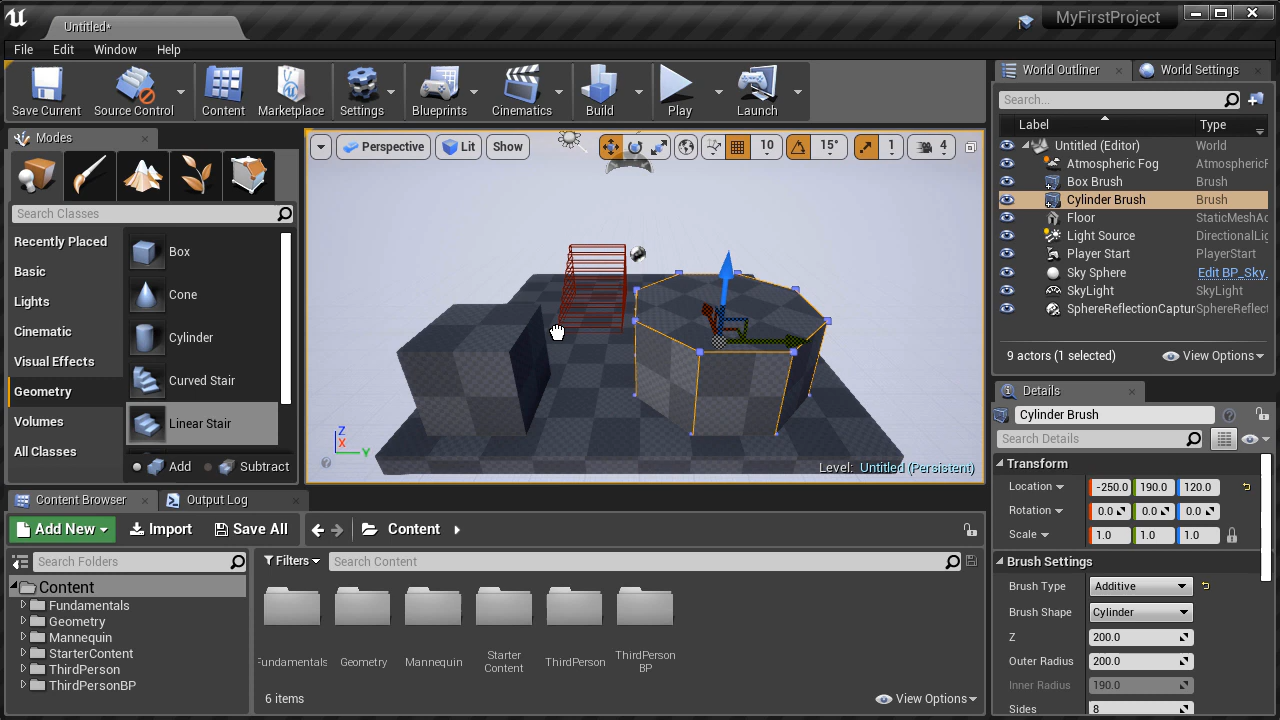 Untitled*
MyFirstProject
File Edit Window Help
Save Current Source Control Content Marketplace Settings Blueprints Cinematics Build Play Launch
Modes
Search Classes
Recently Placed
Basic
Lights
Cinematic
Visual Effects
Geometry
Volumes
All Classes
Box
Cone
Cylinder
Curved Stair
Linear Stair
Add Subtract
Perspective Lit Show 10 15° 1 4
Z
X
Y
Level: Untitled (Persistent)
World Outliner World Settings
Search...
Label Type
Untitled (Editor) World
Atmospheric Fog AtmosphericF
Box Brush Brush
Cylinder Brush Brush
Floor StaticMeshAc
Light Source DirectionalLig
Player Start PlayerStart
Sky Sphere Edit BP_Sky_
SkyLight SkyLight
SphereReflectionCaptur SphereReflect
9 actors (1 selected) View Options
Details
Cylinder Brush
Search Details
Transform
Location -250.0 190.0 120.0
Rotation 0.0 0.0 0.0
Scale 1.0 1.0 1.0
Brush Settings
Brush Type Additive
Brush Shape Cylinder
Z 200.0
Outer Radius 200.0
Inner Radius 190.0
Sides 8
Content Browser Output Log
Add New Import Save All Content
Search Folders
Content
Fundamentals
Geometry
Mannequin
StarterContent
ThirdPerson
ThirdPersonBP
Filters Search Content
Fundamentals Geometry Mannequin Starter Content ThirdPerson ThirdPerson BP
6 items View Options